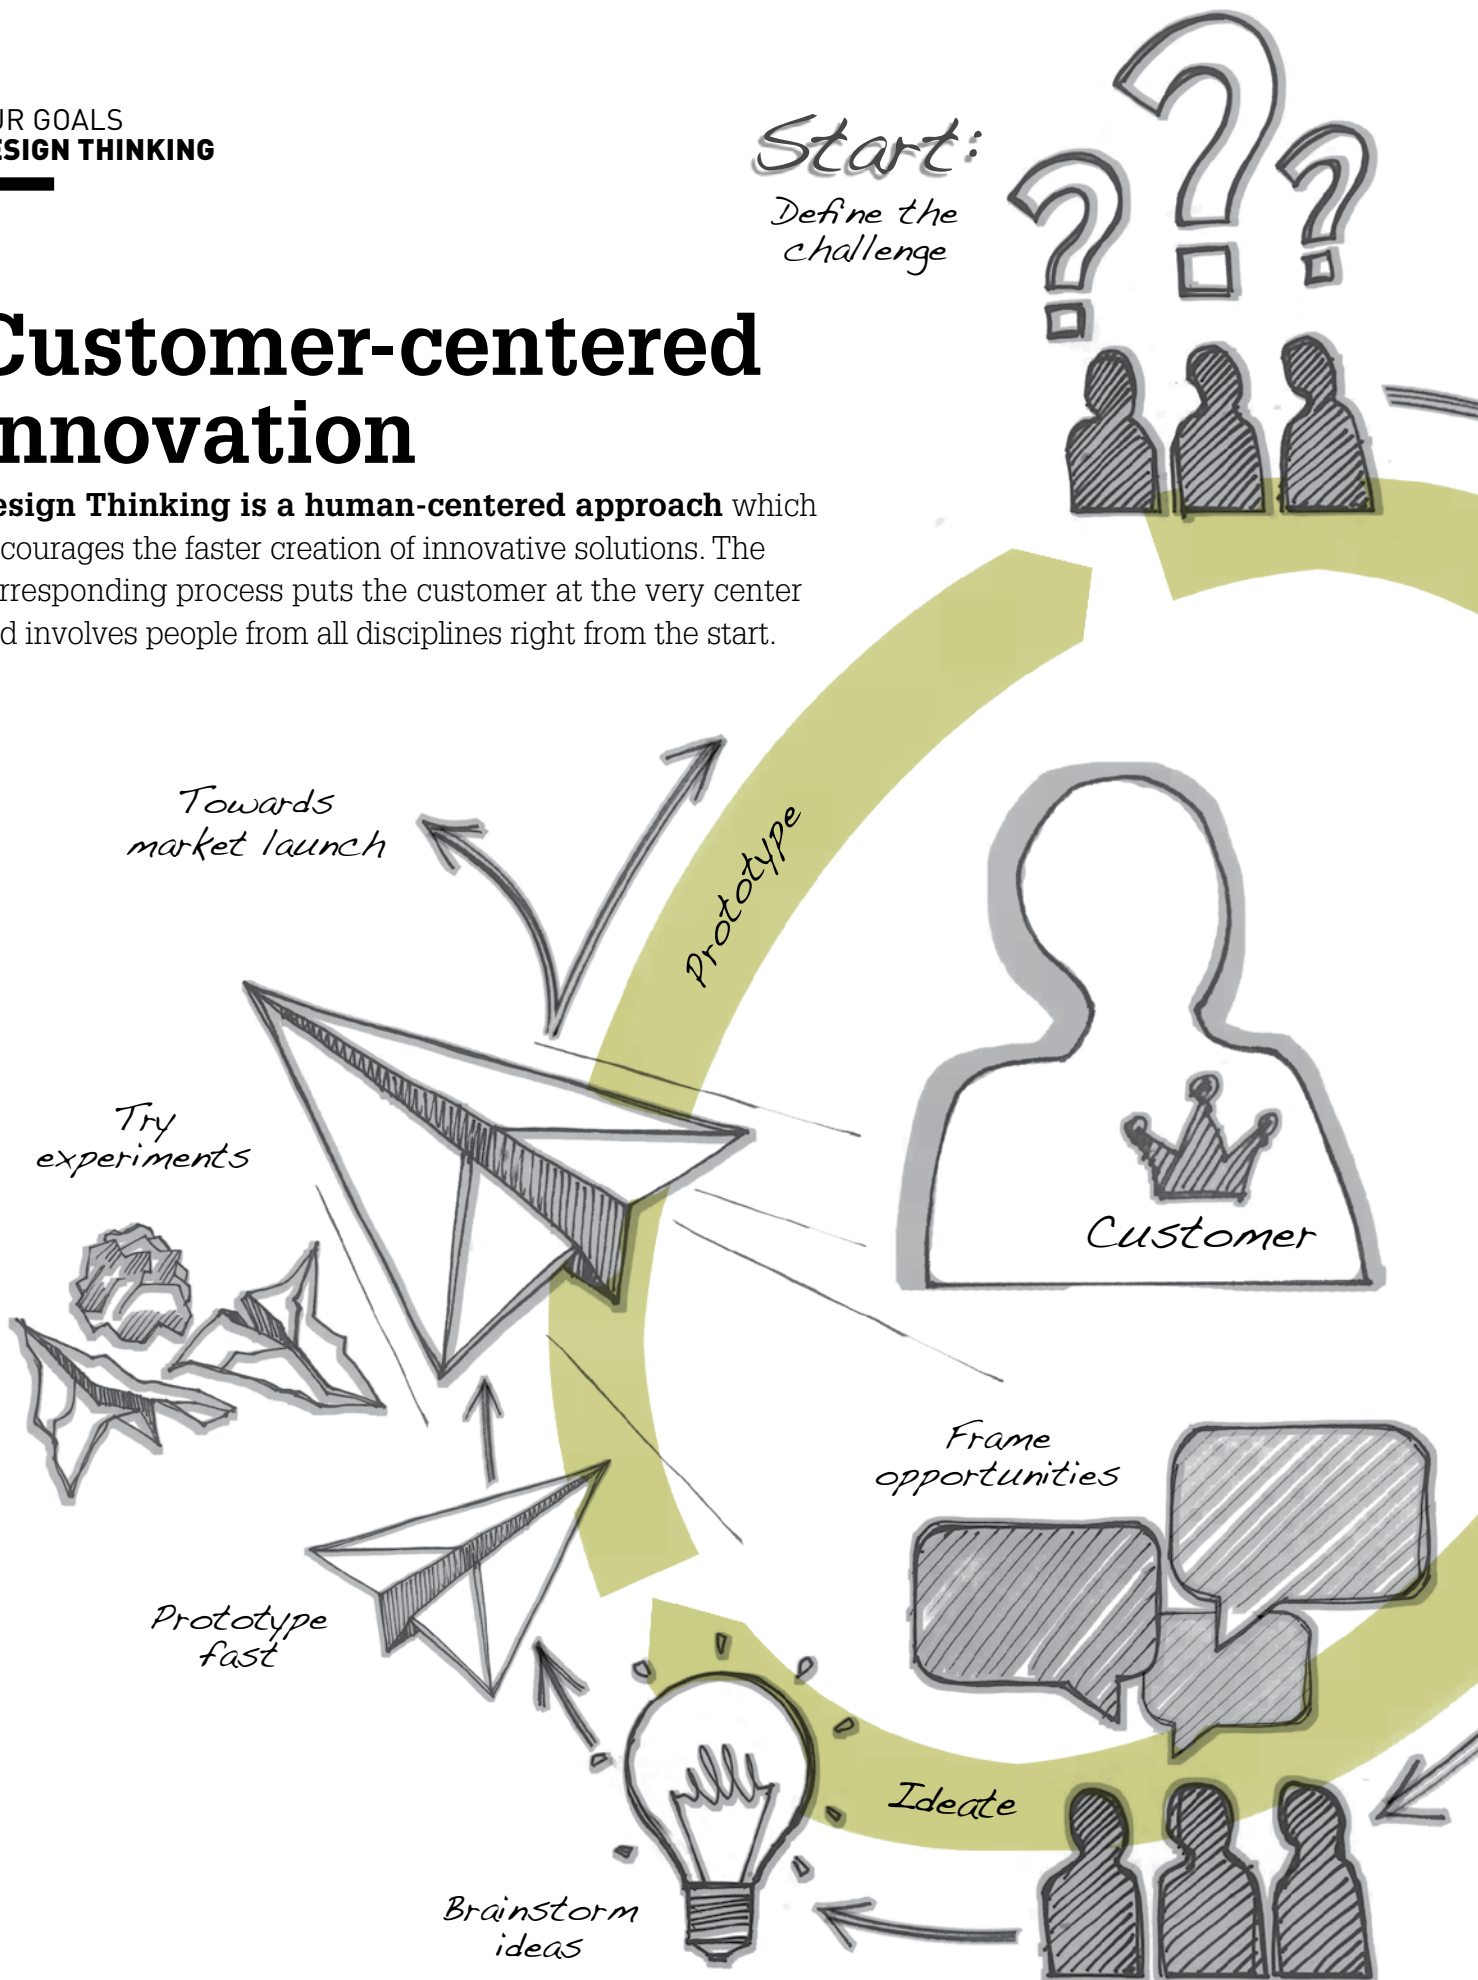 UR GOALS
ESIGN THINKING
Start:
Define the
challenge
Customer-centered
nnovation
esign Thinking is a human-centered approach which
courages the faster creation of innovative solutions. The
rresponding process puts the customer at the very center
d involves people from all disciplines right from the start.
Towards
market launch
Prototype
Try
experiments
Customer
Frame
opportunities
Prototype
fast
Ideate
Brainstorm
ideas